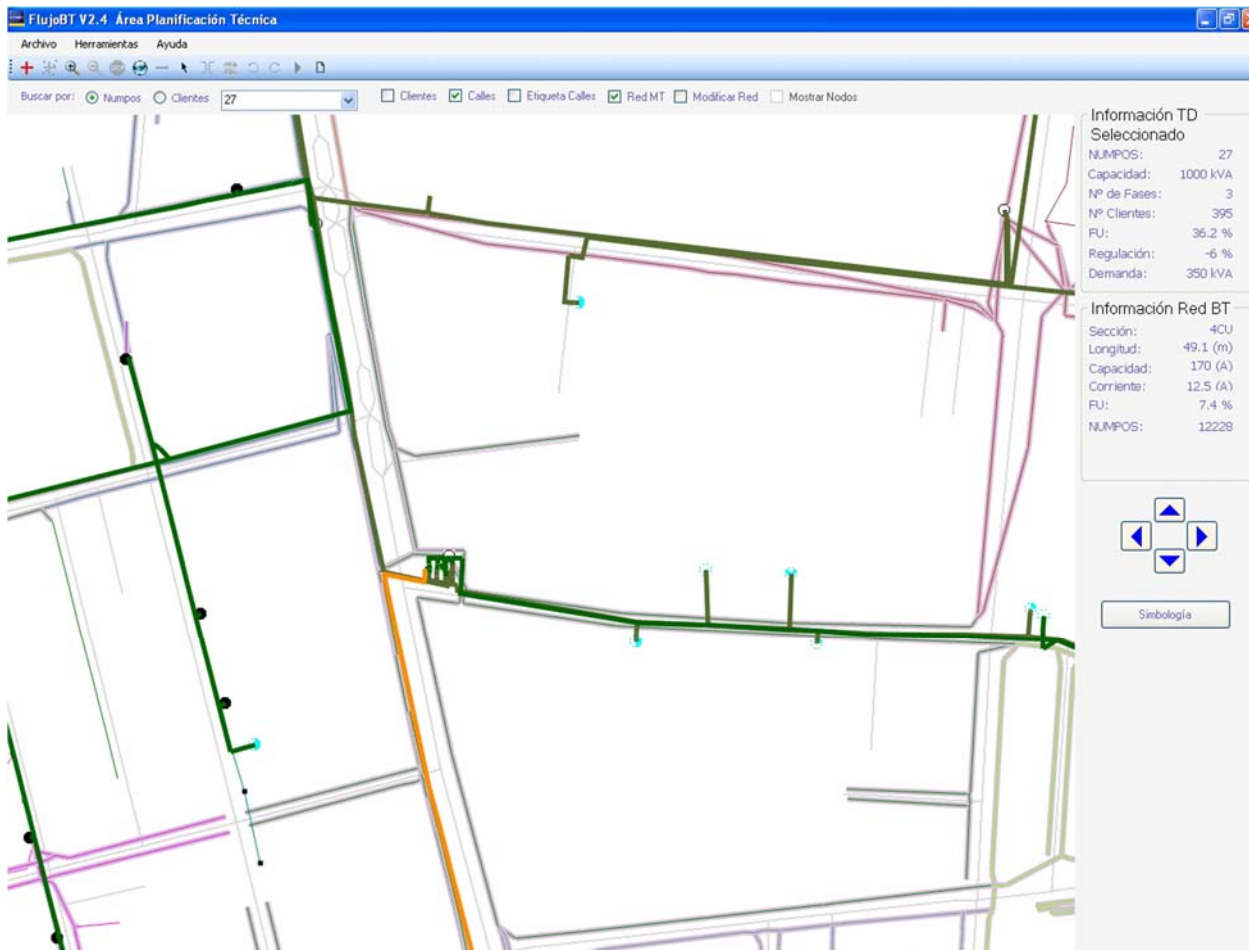 FlujoBT V2.4 Área Planificación Técnica
Archivo Herramientas Ayuda
Buscar por: Numpos Clientes 27 Clientes Calles Etiqueta Calles Red MT Modificar Red Mostrar Nodos
Información TD
Seleccionado
NUMPOS: 27
Capacidad: 1000 kVA
Nº de Fases: 3
Nº Clientes: 395
FU: 36.2 %
Regulación: -6 %
Demanda: 350 kVA
Información Red BT
Sección: 4CU
Longitud: 49.1 (m)
Capacidad: 170 (A)
Corriente: 12.5 (A)
FU: 7.4 %
NUMPOS: 12228
Simbología